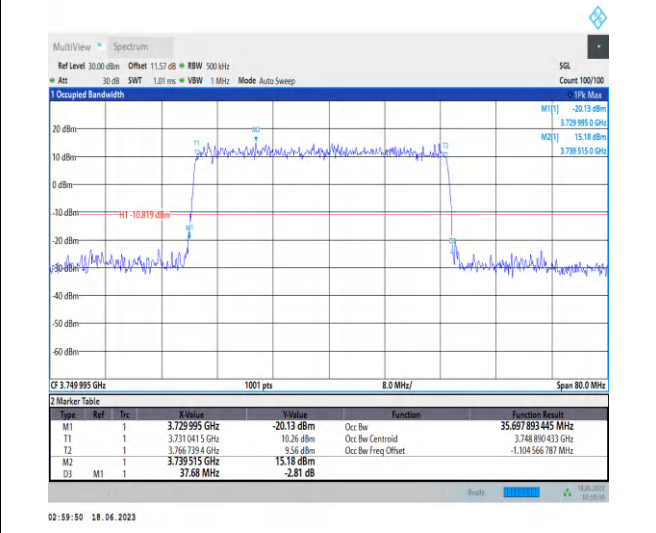 MultiView Spectrum
Ref Level 30.00 dBm Offset 11.57 dB RBW 500 kHz SGL
Att 30 dB SWT 1.01 ms VBW 1 MHz Mode Auto Sweep Count 100/100
1 Occupied Bandwidth 1Pk Max
M1[1] -20.13 dBm
3.729 995 0 GHz
M2[1] 15.18 dBm
3.739 515 0 GHz
20 dBm
M2
T1
T2
10 dBm
0 dBm
-10 dBm
H1 -10.819 dBm
M1
-20 dBm
D3
-30 dBm
-40 dBm
-50 dBm
-60 dBm
CF 3.749 995 GHz 1001 pts 8.0 MHz/ Span 80.0 MHz
2 Marker Table
Type Ref Trc X-Value Y-Value Function Function Result
M1 1 3.729 995 GHz -20.13 dBm Occ Bw 35.697 893 445 MHz
T1 1 3.731 041 5 GHz 10.26 dBm Occ Bw Centroid 3.748 890 433 GHz
T2 1 3.766 739 4 GHz 9.56 dBm Occ Bw Freq Offset -1.104 566 787 MHz
M2 1 3.739 515 GHz 15.18 dBm
D3 M1 1 37.68 MHz -2.81 dB
Ready 18.06.2023
02:59:50
02:59:50 18.06.2023